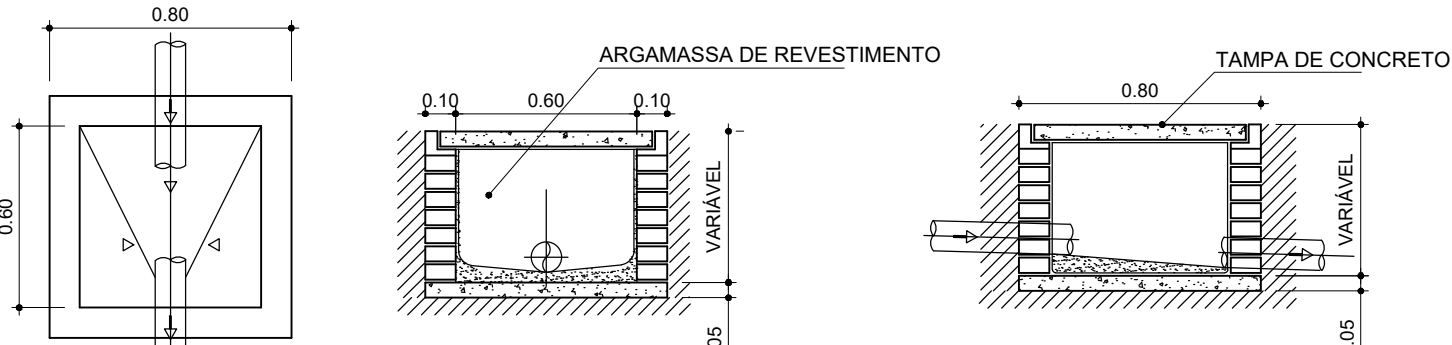 0.80
0.60
ARGAMASSA DE REVESTIMENTO
0.10
0.60
0.10
VARIÁVEL
TAMPA DE CONCRETO
0.80
VARIÁVEL
.05